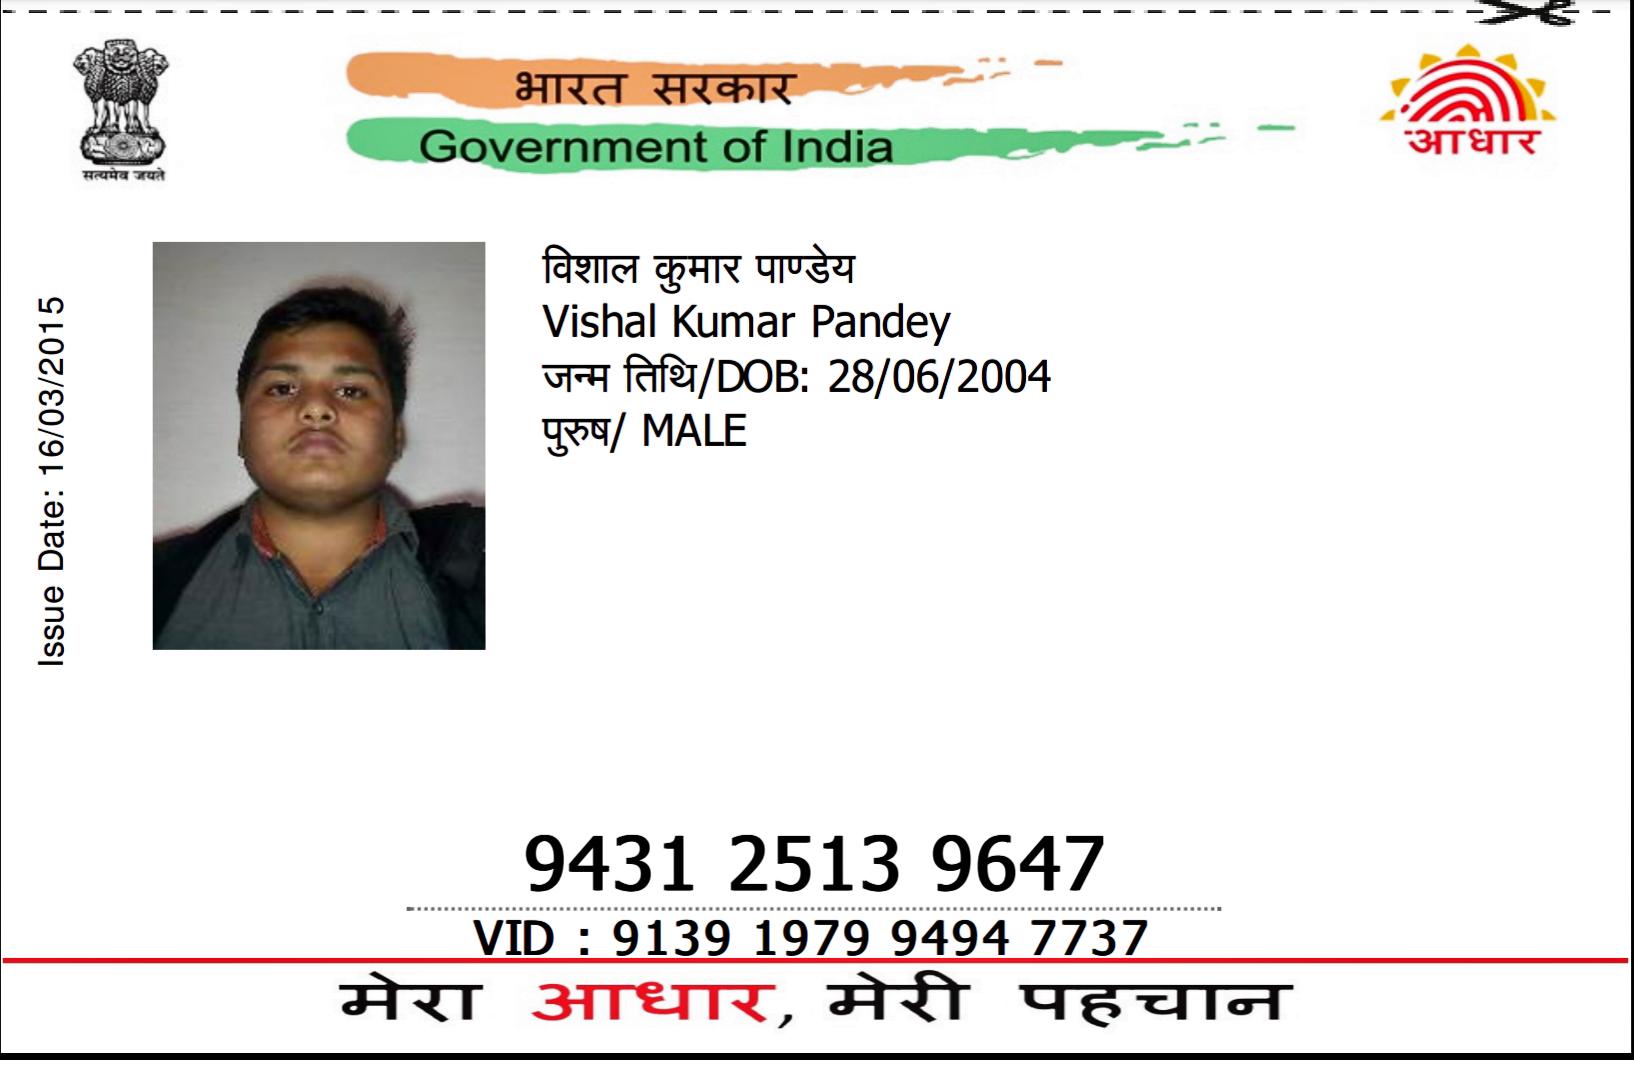 भारत सरकार
Government of India
सत्यमेव जयते
आधार
Issue Date: 16/03/2015
विशाल कुमार पाण्डेय
Vishal Kumar Pandey
जन्म तिथि/DOB: 28/06/2004
पुरुष/ MALE
9431 2513 9647
VID : 9139 1979 9494 7737
मेरा आधार, मेरी पहचान